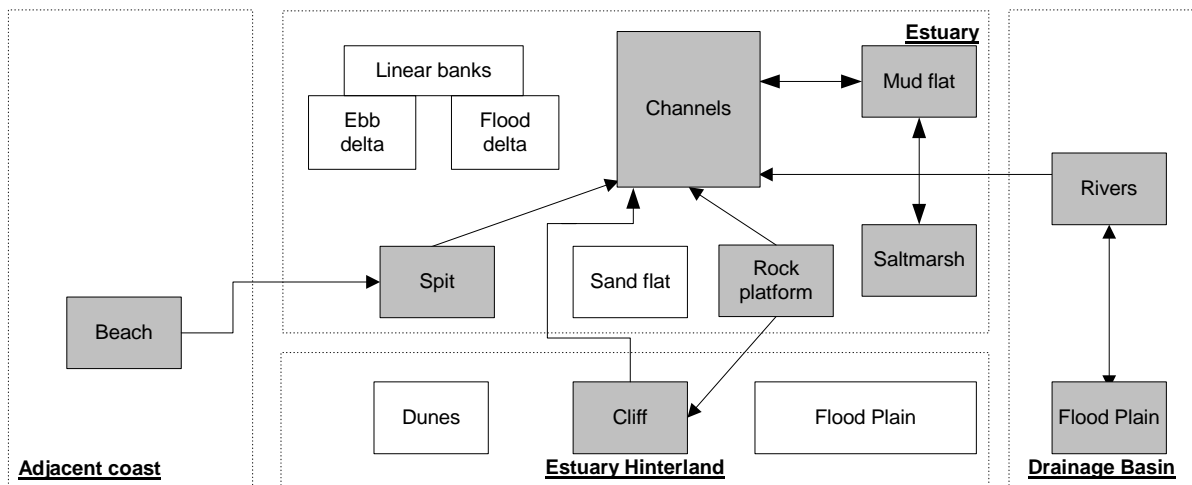 Estuary
Linear banks
Ebb
delta
Flood
delta
Channels
Mud flat
Rivers
Spit
Sand flat
Rock
platform
Saltmarsh
Beach
Dunes
Cliff
Flood Plain
Flood Plain
Adjacent coast
Estuary Hinterland
Drainage Basin